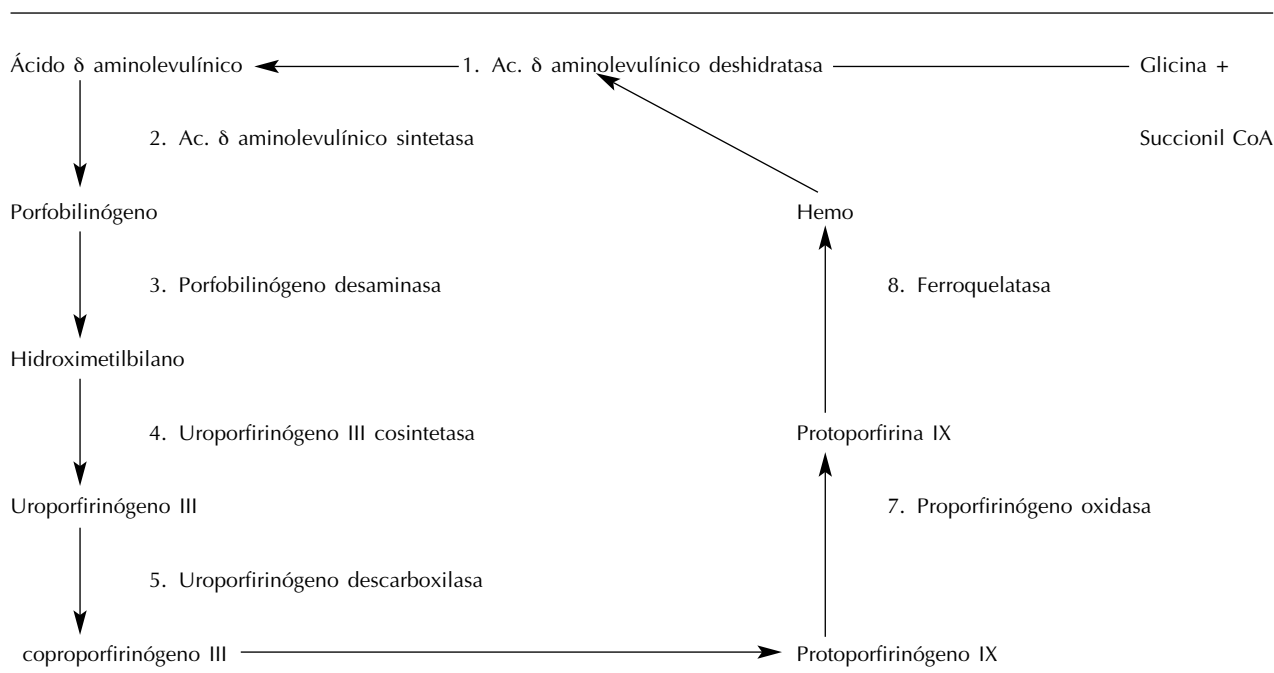 Ácido δ aminolevulínico 1. Ac. δ aminolevulínico deshidratasa Glicina +
2. Ac. δ aminolevulínico sintetasa Succionil CoA
Porfobilinógeno Hemo
3. Porfobilinógeno desaminasa 8. Ferroquelatasa
Hidroximetilbilano
4. Uroporfirinógeno III cosintetasa Protoporfirina IX
Uroporfirinógeno III 7. Proporfirinógeno oxidasa
5. Uroporfirinógeno descarboxilasa
coproporfirinógeno III Protoporfirinógeno IX